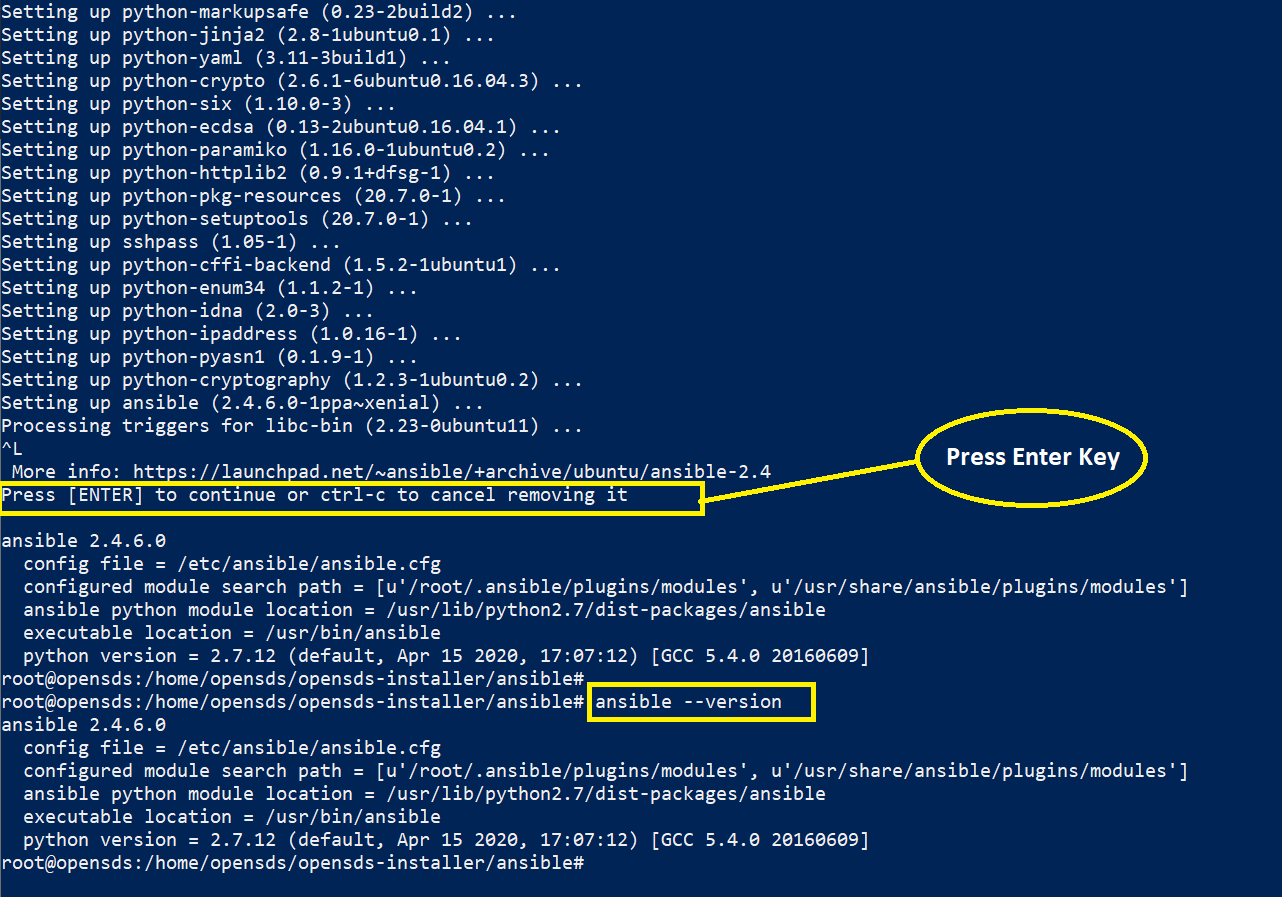 Setting up python-markupsafe (0.23-2build2) ...
Setting up python-jinja2 (2.8-1ubuntu0.1) ...
Setting up python-yaml (3.11-3build1) ...
Setting up python-crypto (2.6.1-6ubuntu0.16.04.3) ...
Setting up python-six (1.10.0-3) ...
Setting up python-ecdsa (0.13-2ubuntu0.16.04.1) ...
Setting up python-paramiko (1.16.0-1ubuntu0.2) ...
Setting up python-httplib2 (0.9.1+dfsg-1) ...
Setting up python-pkg-resources (20.7.0-1) ...
Setting up python-setuptools (20.7.0-1) ...
Setting up sshpass (1.05-1) ...
Setting up python-cffi-backend (1.5.2-1ubuntu1) ...
Setting up python-enum34 (1.1.2-1) ...
Setting up python-idna (2.0-3) ...
Setting up python-ipaddress (1.0.16-1) ...
Setting up python-pyasn1 (0.1.9-1) ...
Setting up python-cryptography (1.2.3-1ubuntu0.2) ...
Setting up ansible (2.4.6.0-1ppa~xenial) ...
Processing triggers for libc-bin (2.23-0ubuntu11) ...
^L
More info: https://launchpad.net/~ansible/+archive/ubuntu/ansible-2.4
Press [ENTER] to continue or ctrl-c to cancel removing it
Press Enter Key
ansible 2.4.6.0
config file = /etc/ansible/ansible.cfg
configured module search path = [u'/root/.ansible/plugins/modules', u'/usr/share/ansible/plugins/modules']
ansible python module location = /usr/lib/python2.7/dist-packages/ansible
executable location = /usr/bin/ansible
python version = 2.7.12 (default, Apr 15 2020, 17:07:12) [GCC 5.4.0 20160609]
root@opensds:/home/opensds/opensds-installer/ansible#
root@opensds:/home/opensds/opensds-installer/ansible# ansible --version
ansible 2.4.6.0
config file = /etc/ansible/ansible.cfg
configured module search path = [u'/root/.ansible/plugins/modules', u'/usr/share/ansible/plugins/modules']
ansible python module location = /usr/lib/python2.7/dist-packages/ansible
executable location = /usr/bin/ansible
python version = 2.7.12 (default, Apr 15 2020, 17:07:12) [GCC 5.4.0 20160609]
root@opensds:/home/opensds/opensds-installer/ansible#